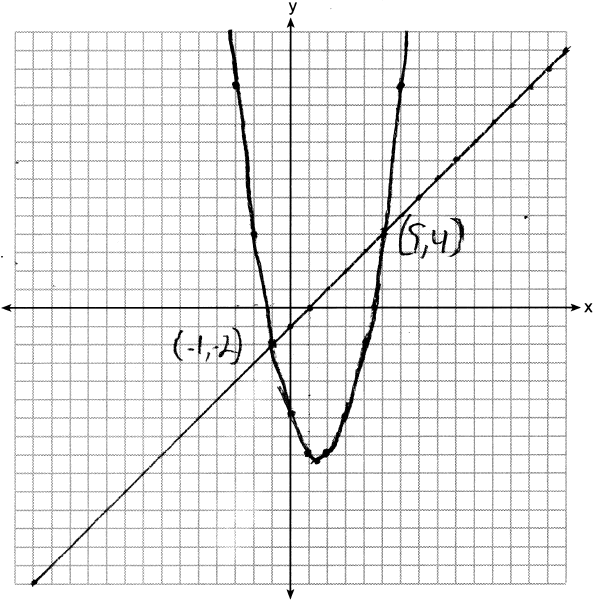 y
(5,4)
x
(-1,-2)